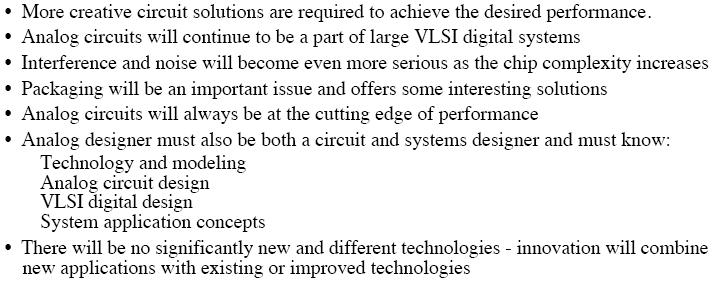 • More creative circuit solutions are required to achieve the desired performance.
• Analog circuits will continue to be a part of large VLSI digital systems
• Interference and noise will become even more serious as the chip complexity increases
• Packaging will be an important issue and offers some interesting solutions
• Analog circuits will always be at the cutting edge of performance
• Analog designer must also be both a circuit and systems designer and must know:
Technology and modeling
Analog circuit design
VLSI digital design
System application concepts
• There will be no significantly new and different technologies - innovation will combine
new applications with existing or improved technologies